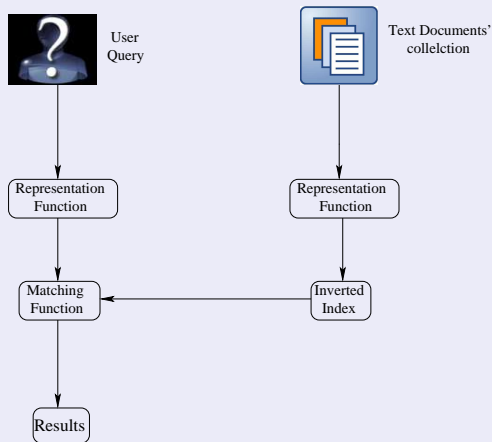 User
Query
Text Documents'
collelction
Representation
Function
Representation
Function
Matching
Function
Inverted
Index
Results